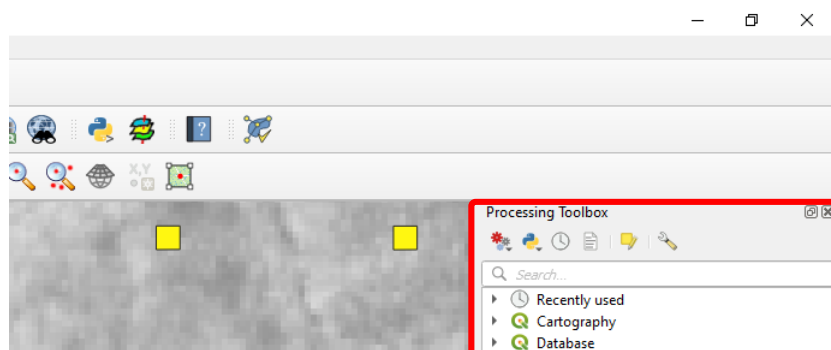 X,Y
Processing Toolbox
Search...
Recently used
Cartography
Database